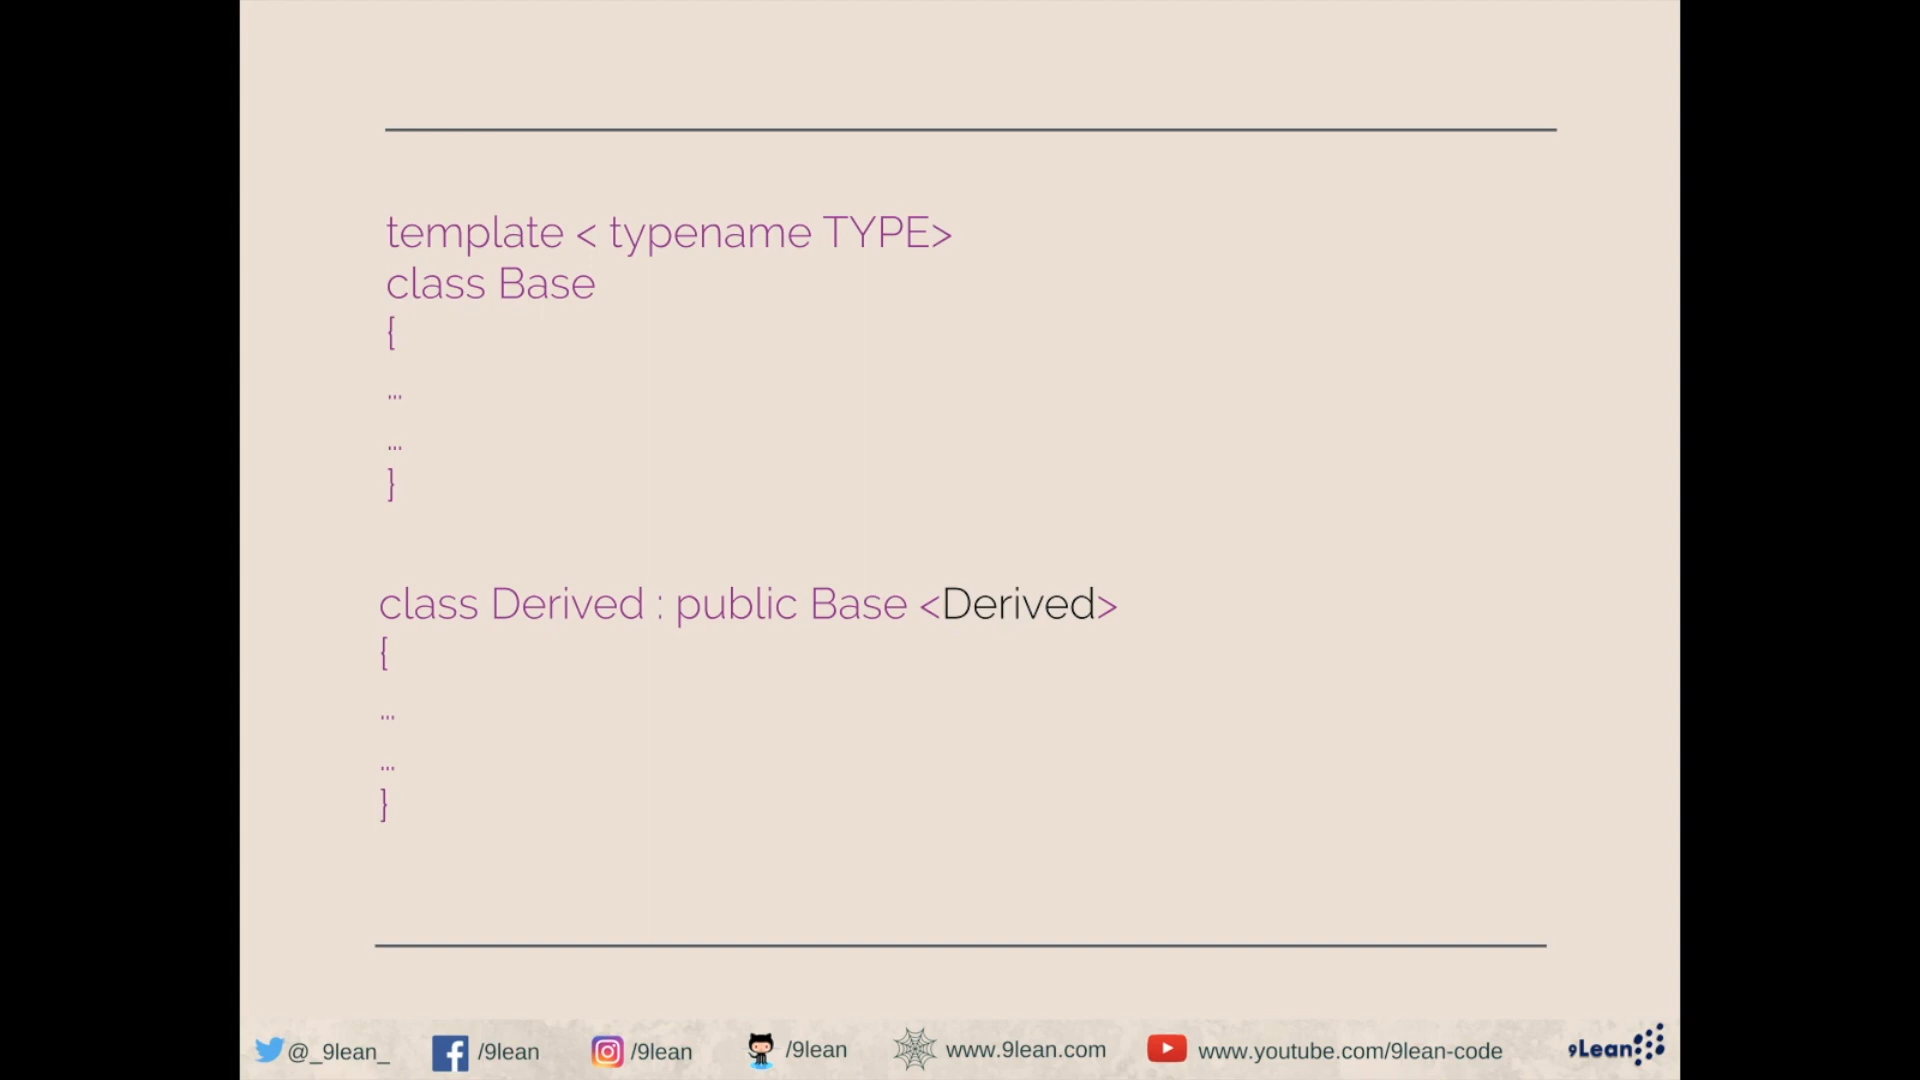 template < typename TYPE>
class Base
{
...
...
}
class Derived : public Base <Derived>
{
...
...
}
@_9lean_ /9lean /9lean /9lean www.9lean.com www.youtube.com/9lean-code 9Lean